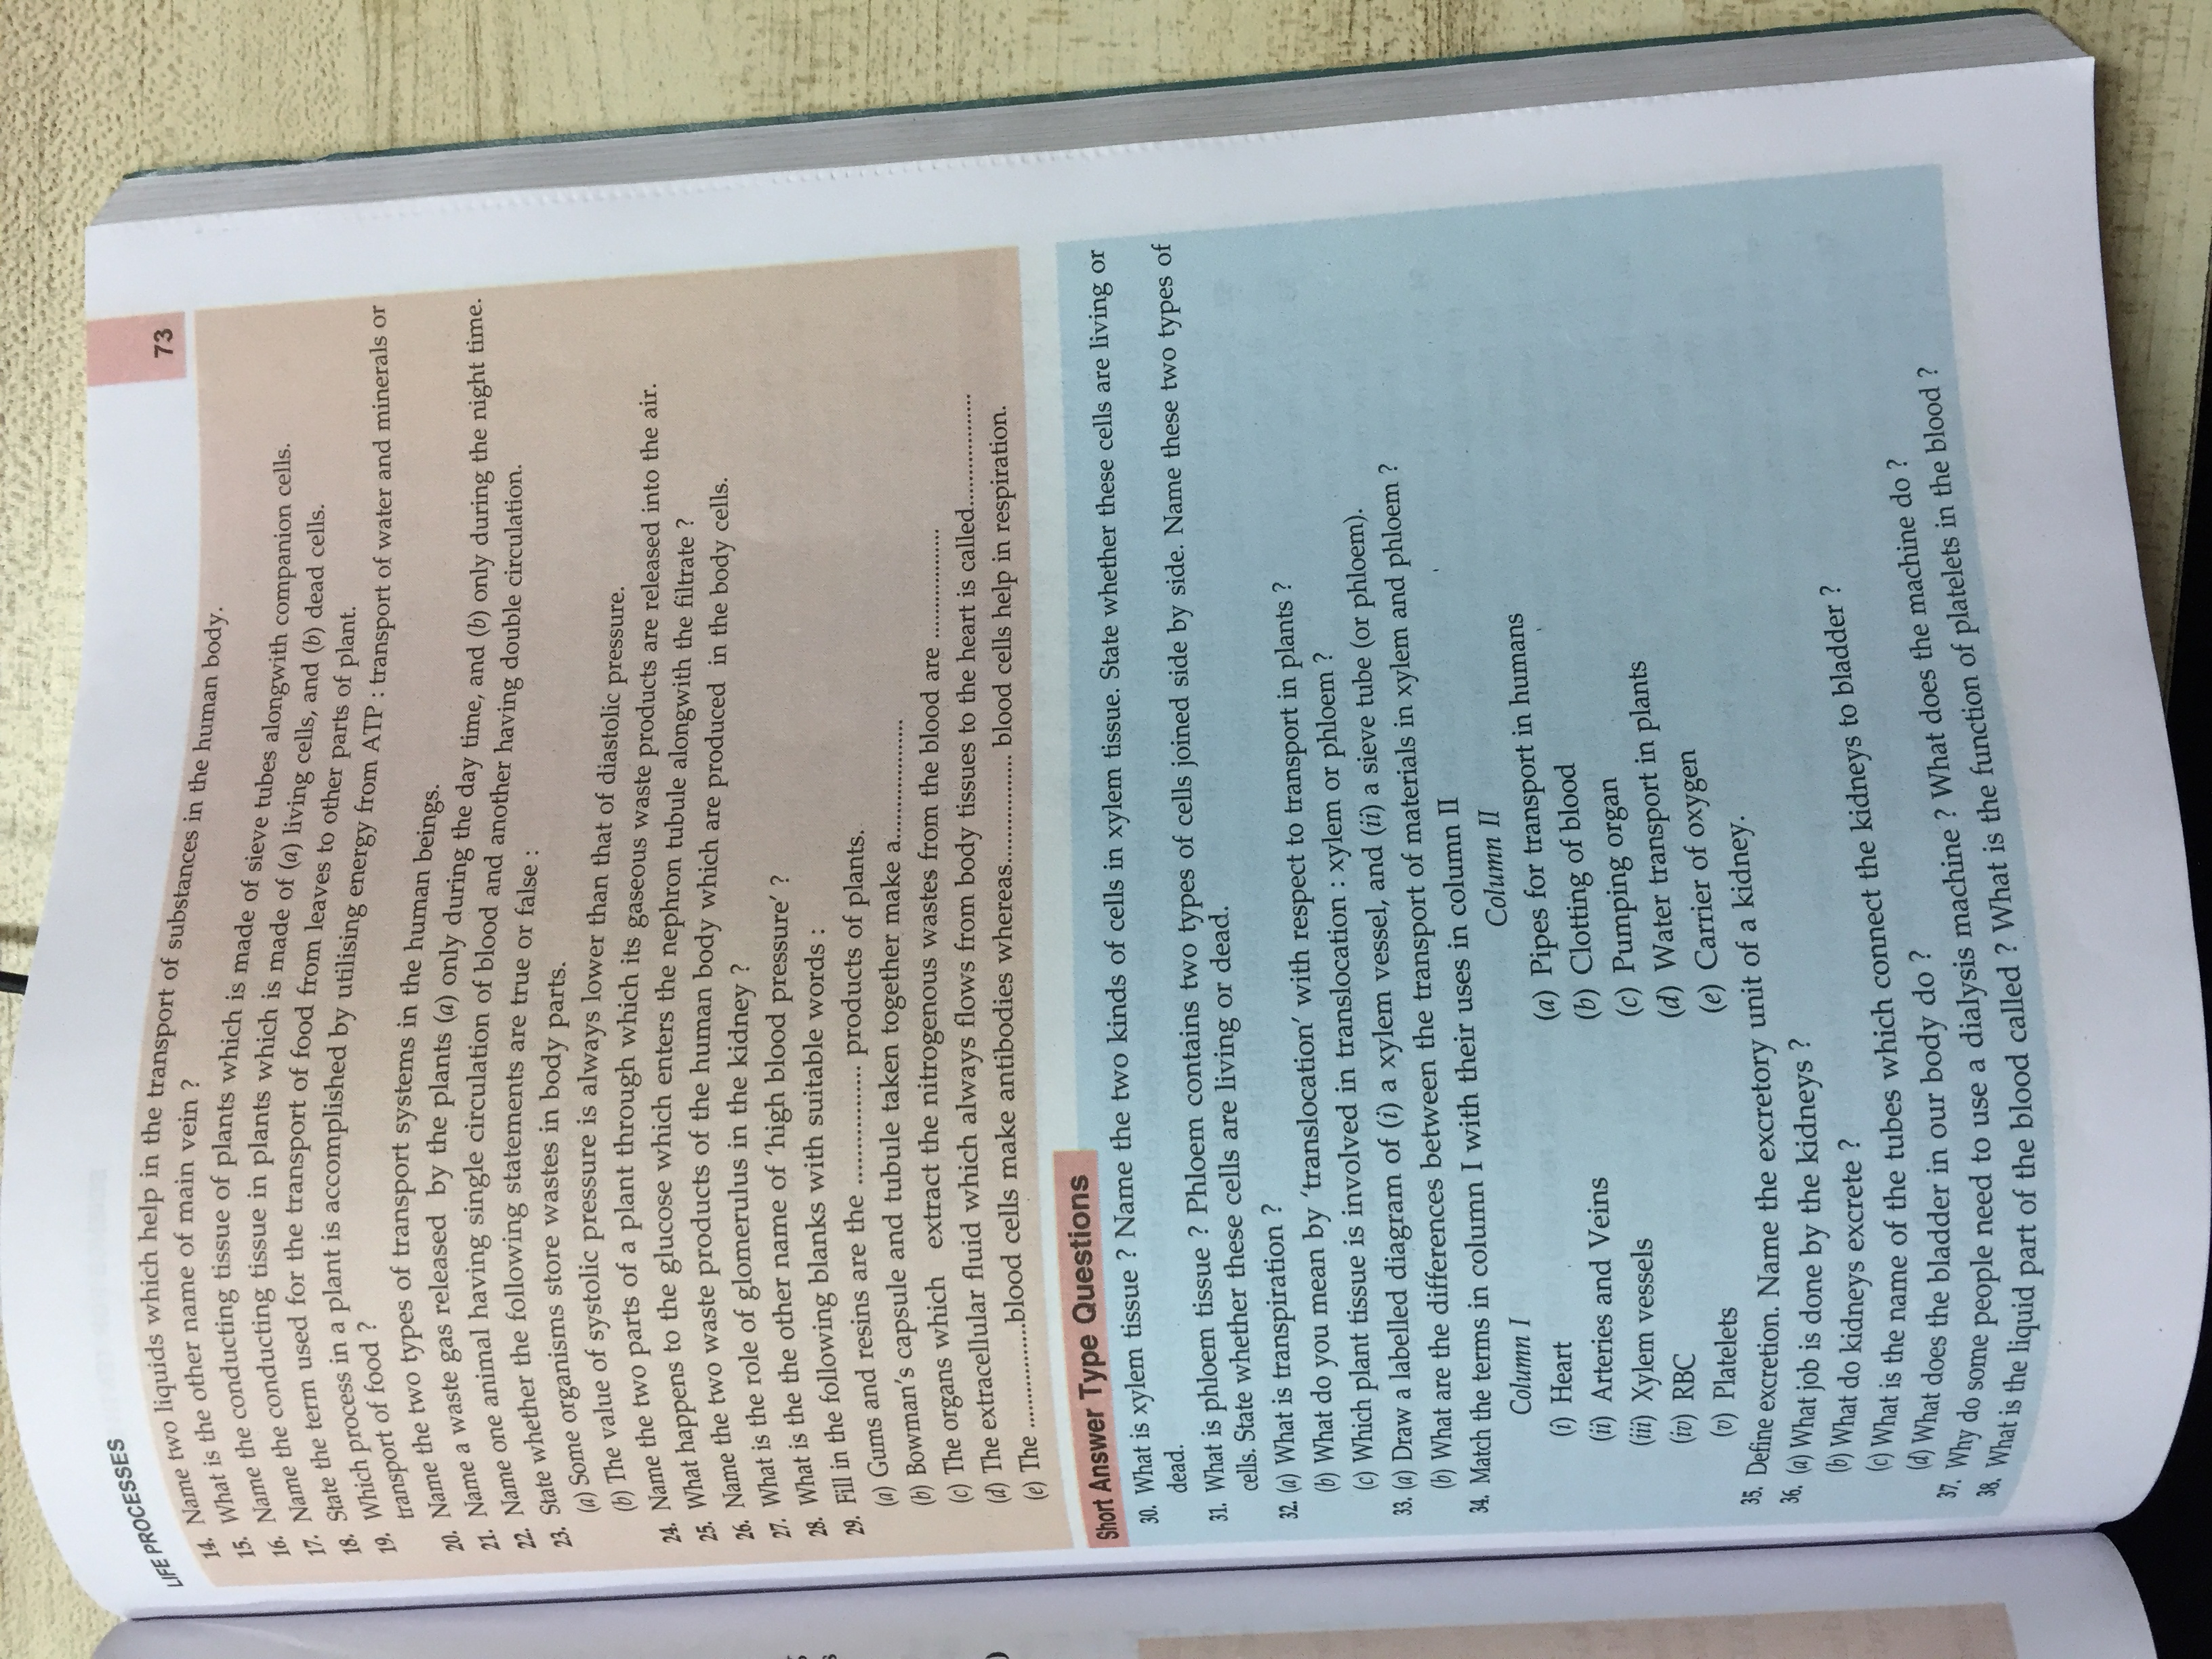 LIFE PROCESSES
73
14. Name two liquids which help in the transport of substances in the human body.
15. What is the other name of main vein ?
16. Name the conducting tissue of plants which is made of sieve tubes alongwith companion cells.
17. Name the conducting tissue in plants which is made of (a) living cells, and (b) dead cells.
18. State the term used for the transport of food from leaves to other parts of plant.
19. Which process in a plant is accomplished by utilising energy from ATP : transport of water and minerals or
transport of food ?
20. Name the two types of transport systems in the human beings.
21. Name a waste gas released by the plants (a) only during the day time, and (b) only during the night time.
22. Name one animal having single circulation of blood and another having double circulation.
23. State whether the following statements are true or false :
(a) Some organisms store wastes in body parts.
(b) The value of systolic pressure is always lower than that of diastolic pressure.
24. Name the two parts of a plant through which its gaseous waste products are released into the air.
25. What happens to the glucose which enters the nephron tubule alongwith the filtrate ?
26. Name the two waste products of the human body which are produced in the body cells.
27. What is the role of glomerulus in the kidney ?
28. What is the the other name of ‘high blood pressure’ ?
29. Fill in the following blanks with suitable words :
(a) Gums and resins are the ................. products of plants.
(b) Bowman’s capsule and tubule taken together make a..................
(c) The organs which extract the nitrogenous wastes from the blood are .................
(d) The extracellular fluid which always flows from body tissues to the heart is called.................
(e) The .................blood cells make antibodies whereas................. blood cells help in respiration.
Short Answer Type Questions
30. What is xylem tissue ? Name the two kinds of cells in xylem tissue. State whether these cells are living or
dead.
31. What is phloem tissue ? Phloem contains two types of cells joined side by side. Name these two types of
cells. State whether these cells are living or dead.
32. (a) What is transpiration ?
(b) What do you mean by ‘translocation’ with respect to transport in plants ?
(c) Which plant tissue is involved in translocation : xylem or phloem ?
33. (a) Draw a labelled diagram of (i) a xylem vessel, and (ii) a sieve tube (or phloem).
(b) What are the differences between the transport of materials in xylem and phloem ?
34. Match the terms in column I with their uses in column II
Column I Column II
(i) Heart (a) Pipes for transport in humans
(ii) Arteries and Veins (b) Clotting of blood
(iii) Xylem vessels (c) Pumping organ
(iv) RBC (d) Water transport in plants
(v) Platelets (e) Carrier of oxygen
35. Define excretion. Name the excretory unit of a kidney.
36. (a) What job is done by the kidneys ?
(b) What do kidneys excrete ?
(c) What is the name of the tubes which connect the kidneys to bladder ?
(d) What does the bladder in our body do ?
37. Why do some people need to use a dialysis machine ? What does the machine do ?
38. What is the liquid part of the blood called ? What is the function of platelets in the blood ?